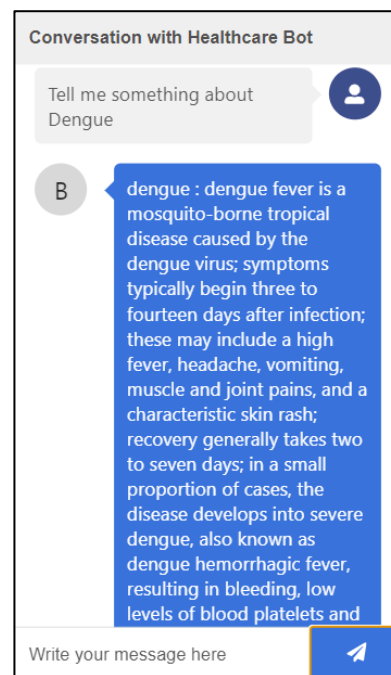 Conversation with Healthcare Bot
Tell me something about
Dengue
B
dengue : dengue fever is a
mosquito-borne tropical
disease caused by the
dengue virus; symptoms
typically begin three to
fourteen days after infection;
these may include a high
fever, headache, vomiting,
muscle and joint pains, and a
characteristic skin rash;
recovery generally takes two
to seven days; in a small
proportion of cases, the
disease develops into severe
dengue, also known as
dengue hemorrhagic fever,
resulting in bleeding, low
levels of blood platelets and
Write your message here